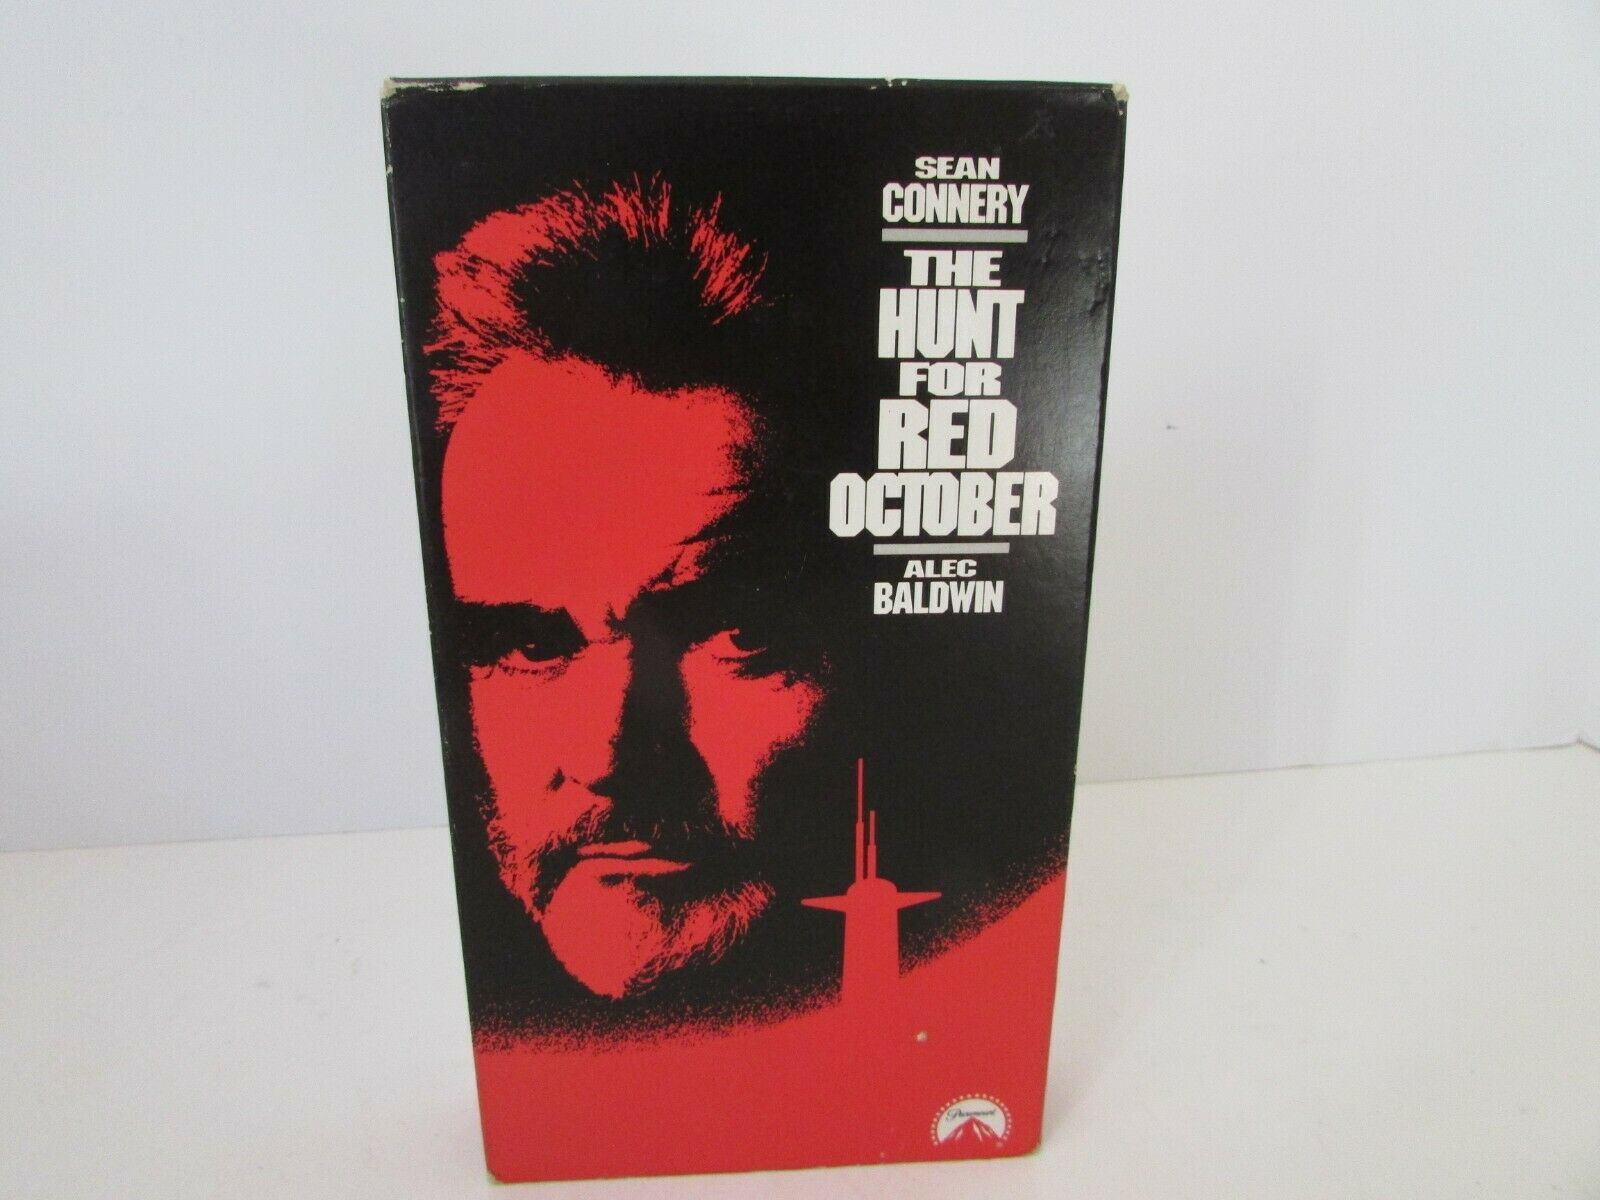 SEAN
CONNERY
THE
HUNT
FOR
RED
OCTOBER
ALEC
BALDWIN
Paramount